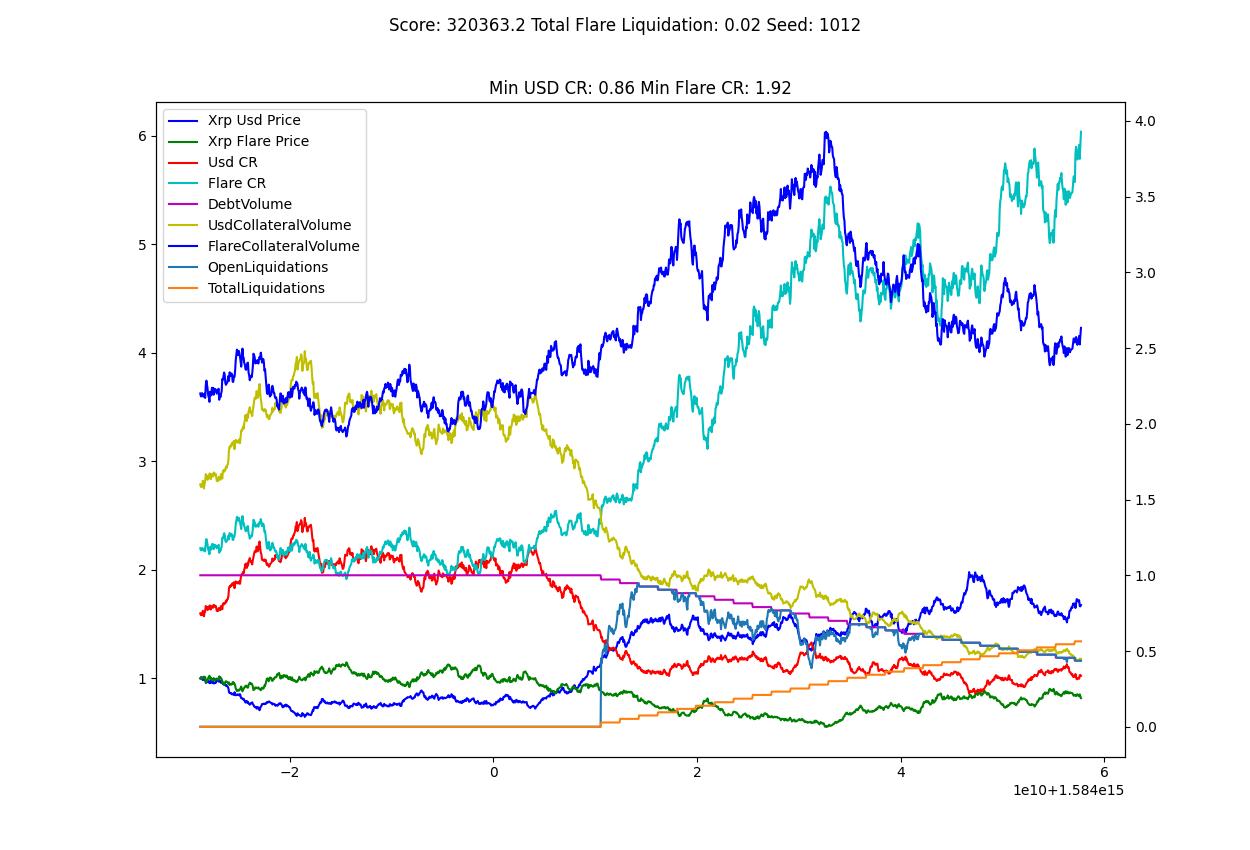 Score: 320363.2 Total Flare Liquidation: 0.02 Seed: 1012
Min USD CR: 0.86 Min Flare CR: 1.92
Xrp Usd Price
Xrp Flare Price
Usd CR
Flare CR
DebtVolume
UsdCollateralVolume
FlareCollateralVolume
OpenLiquidations
TotalLiquidations
6
5
4
3
2
1
4.0
3.5
3.0
2.5
2.0
1.5
1.0
0.5
0.0
−2
0
2
4
6
1e10+1.584e15